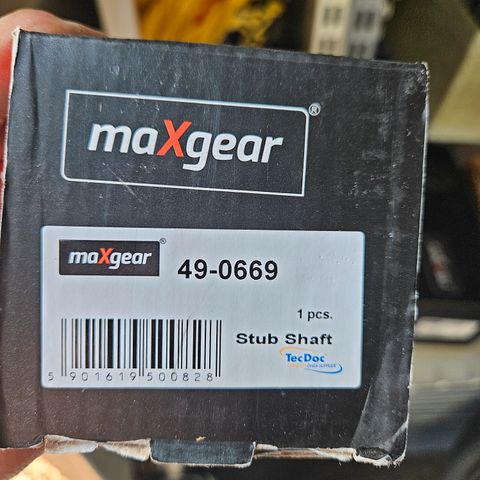 maXgear®
maXgear®
49-0669
1 pcs.
Stub Shaft
TecDoc
5 901619 500828